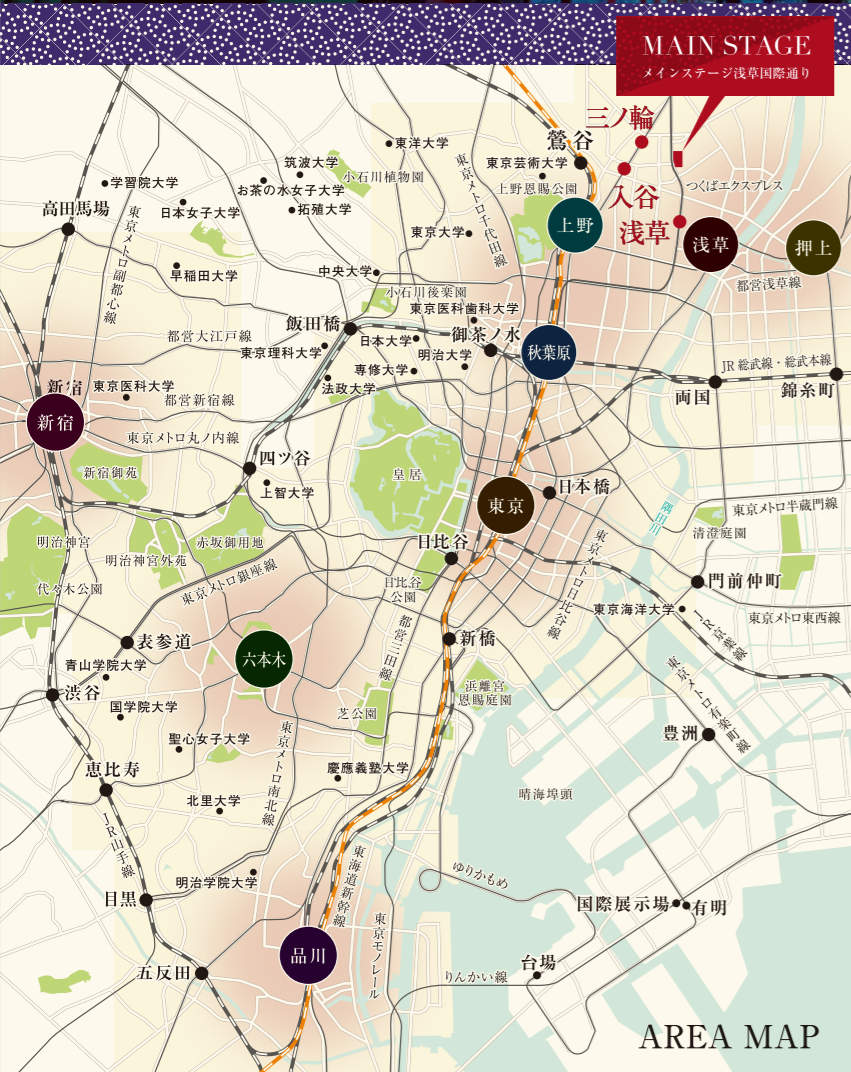 MAIN STAGE
メインステージ浅草国際通り
三ノ輪
鶯谷
東洋大学
東京芸術大学
筑波大学
小石川植物園
学習院大学
お茶の水女子大学
上野恩賜公園
つくばエクスプレス
入谷
高田馬場
日本女子大学
拓殖大学
東京メトロ千代田線
東京メトロ副都心線
東京大学
上野
浅草
浅草
押上
早稲田大学
中央大学
都営浅草線
小石川後楽園
東京医科歯科大学
飯田橋
御茶ノ水
都営大江戸線
日本大学
東京理科大学
明治大学
秋葉原
JR総武線・総武本線
専修大学
法政大学
両国
錦糸町
新宿
東京医科大学
都営新宿線
新宿
東京メトロ丸ノ内線
四ツ谷
新宿御苑
皇居
上智大学
日本橋
東京
隅田川
東京メトロ半蔵門線
清澄庭園
明治神宮
赤坂御用地
日比谷
明治神宮外苑
東京メトロ銀座線
日比谷
公園
東京メトロ日比谷線
門前仲町
代々木公園
東京海洋大学
東京メトロ東西線
JR京葉線
都営三田線
表参道
新橋
六本木
青山学院大学
東京メトロ有楽町線
渋谷
浜離宮
恩賜庭園
国学院大学
芝公園
豊洲
聖心女子大学
東京メトロ南北線
恵比寿
慶應義塾大学
晴海埠頭
北里大学
JR山手線
東海道新幹線
ゆりかもめ
明治学院大学
目黒
国際展示場
有明
東京モノレール
品川
五反田
台場
りんかい線
AREA MAP